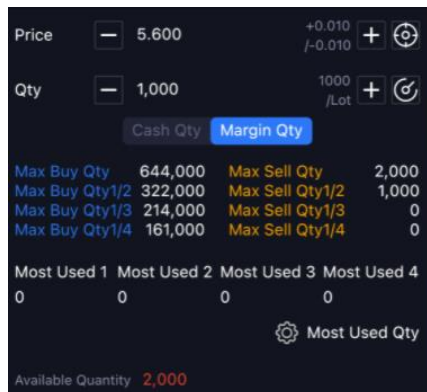 Price − 5.600 +0.010 /-0.010 +
Qty − 1,000 1000 /Lot +
Cash Qty Margin Qty
Max Buy Qty 644,000 Max Sell Qty 2,000
Max Buy Qty1/2 322,000 Max Sell Qty1/2 1,000
Max Buy Qty1/3 214,000 Max Sell Qty1/3 0
Max Buy Qty1/4 161,000 Max Sell Qty1/4 0
Most Used 1 Most Used 2 Most Used 3 Most Used 4
0 0 0 0
Most Used Qty
Available Quantity 2,000